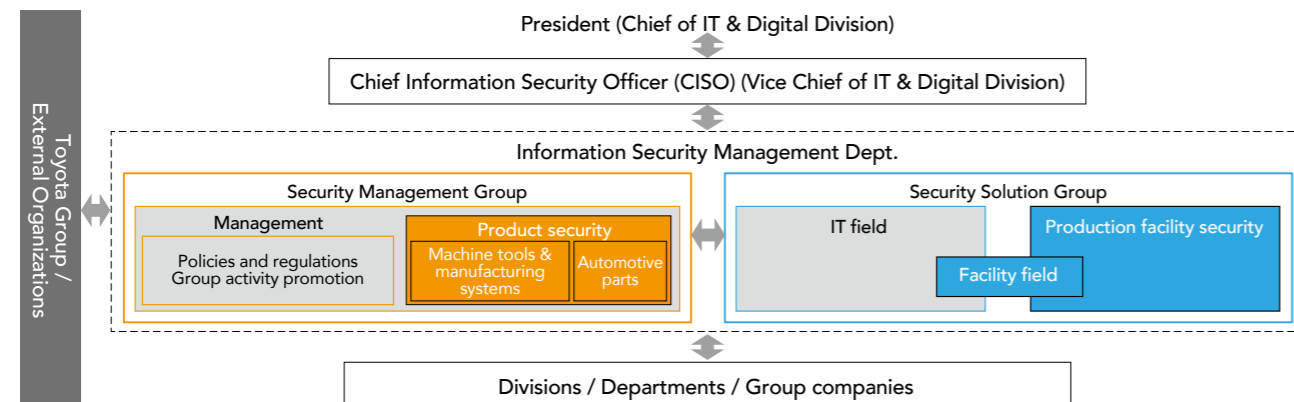 President (Chief of IT & Digital Division)
Chief Information Security Officer (CISO) (Vice Chief of IT & Digital Division)
Toyota Group /
External Organizations
Information Security Management Dept.
Security Management Group
Management
Policies and regulations
Group activity promotion
Product security
Machine tools &
manufacturing
systems
Automotive
parts
Security Solution Group
IT field
Production facility security
Facility field
Divisions / Departments / Group companies